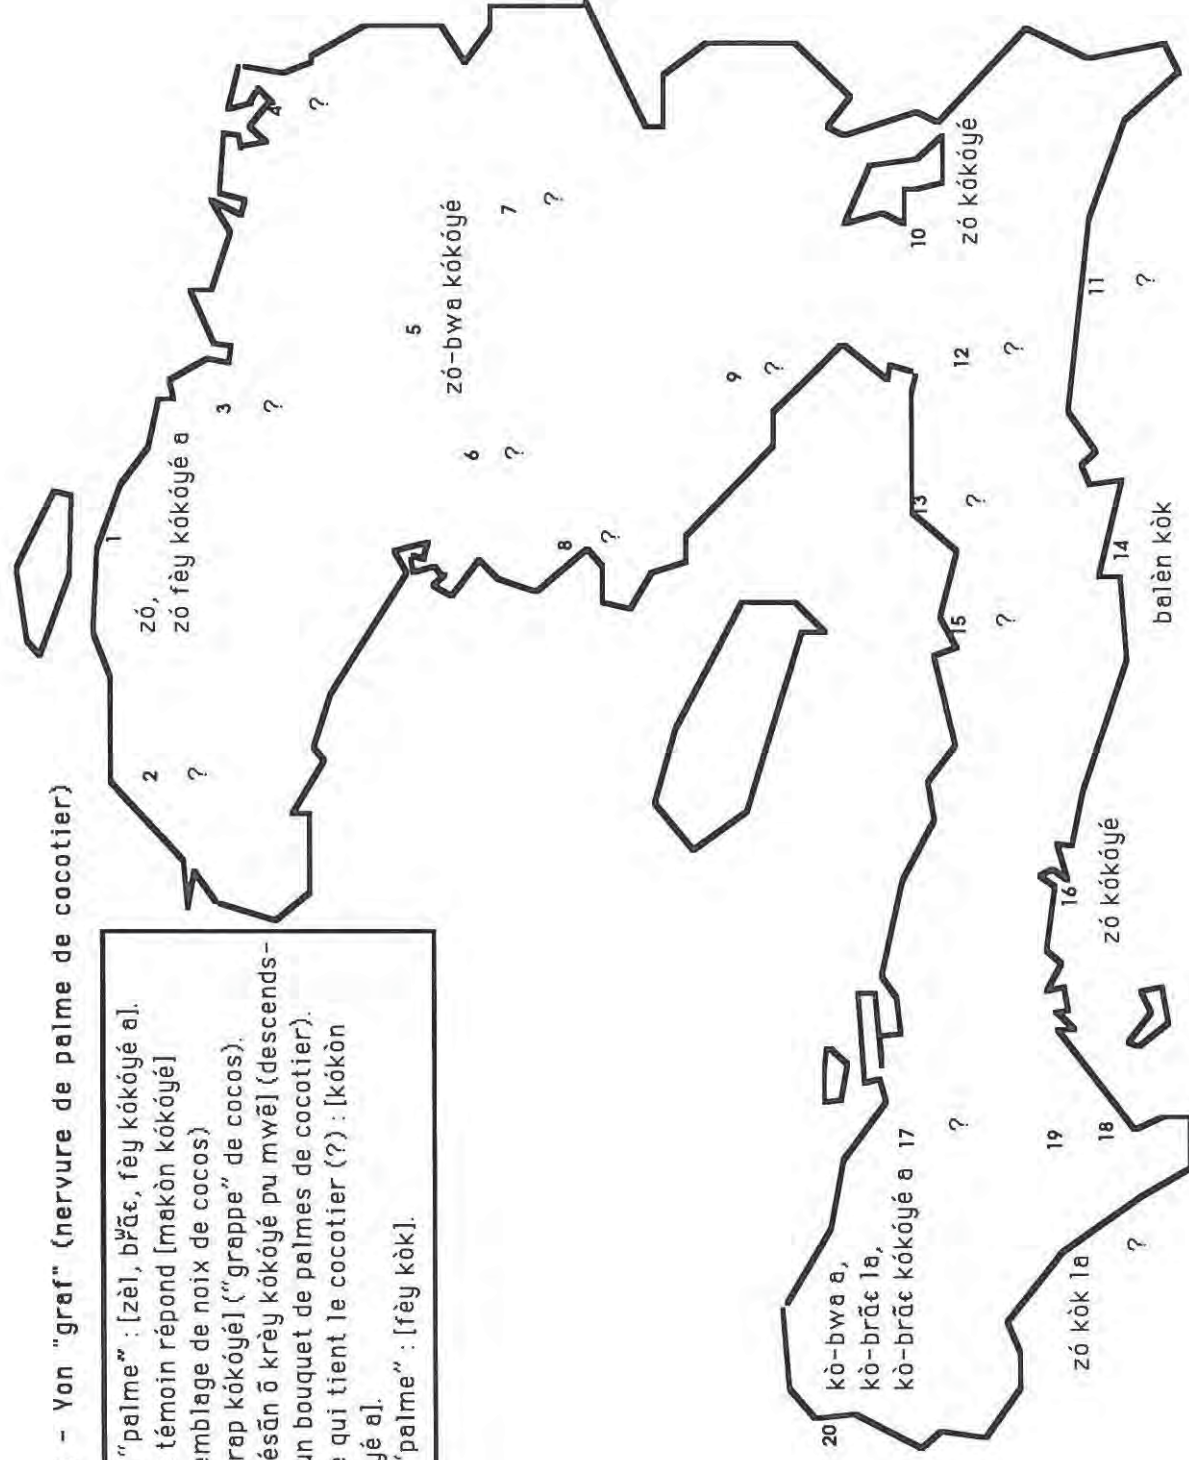 - Yon "graf" (nervure de palme de cocotier)
"palme" : [zèl, bɤ̃ãɛ, fèy kókóyé a].
témoin répond [makòn kókóyé]
emblage de noix de cocos)
rap kókóyé] ("grappe" de cocos).
ésãn õ krèy kókóyé pu mwẽ] (descends-
un bouquet de palmes de cocotier).
e qui tient le cocotier (?) : [kókòn
yé a].
"palme" : [fèy kòk].
1
zó,
zó fèy kókóyé a
2
?
3
?
4
?
5
zó-bwa kókóyé
6
?
7
?
8
?
9
?
10
zó kókóyé
11
?
12
?
13
?
14
balèn kòk
15
?
16
zó kókóyé
17
?
18
?
19
zó kòk la
20
kò-bwa a,
kò-brãɛ la,
kò-brãɛ kókóyé a